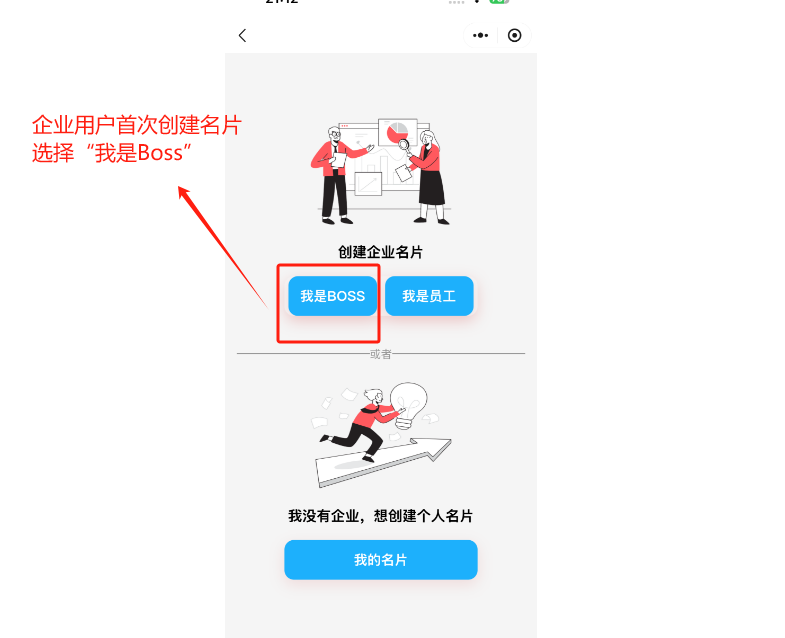 企业用户首次创建名片
选择“我是Boss”
创建企业名片
我是BOSS
我是员工
或者
我没有企业，想创建个人名片
我的名片